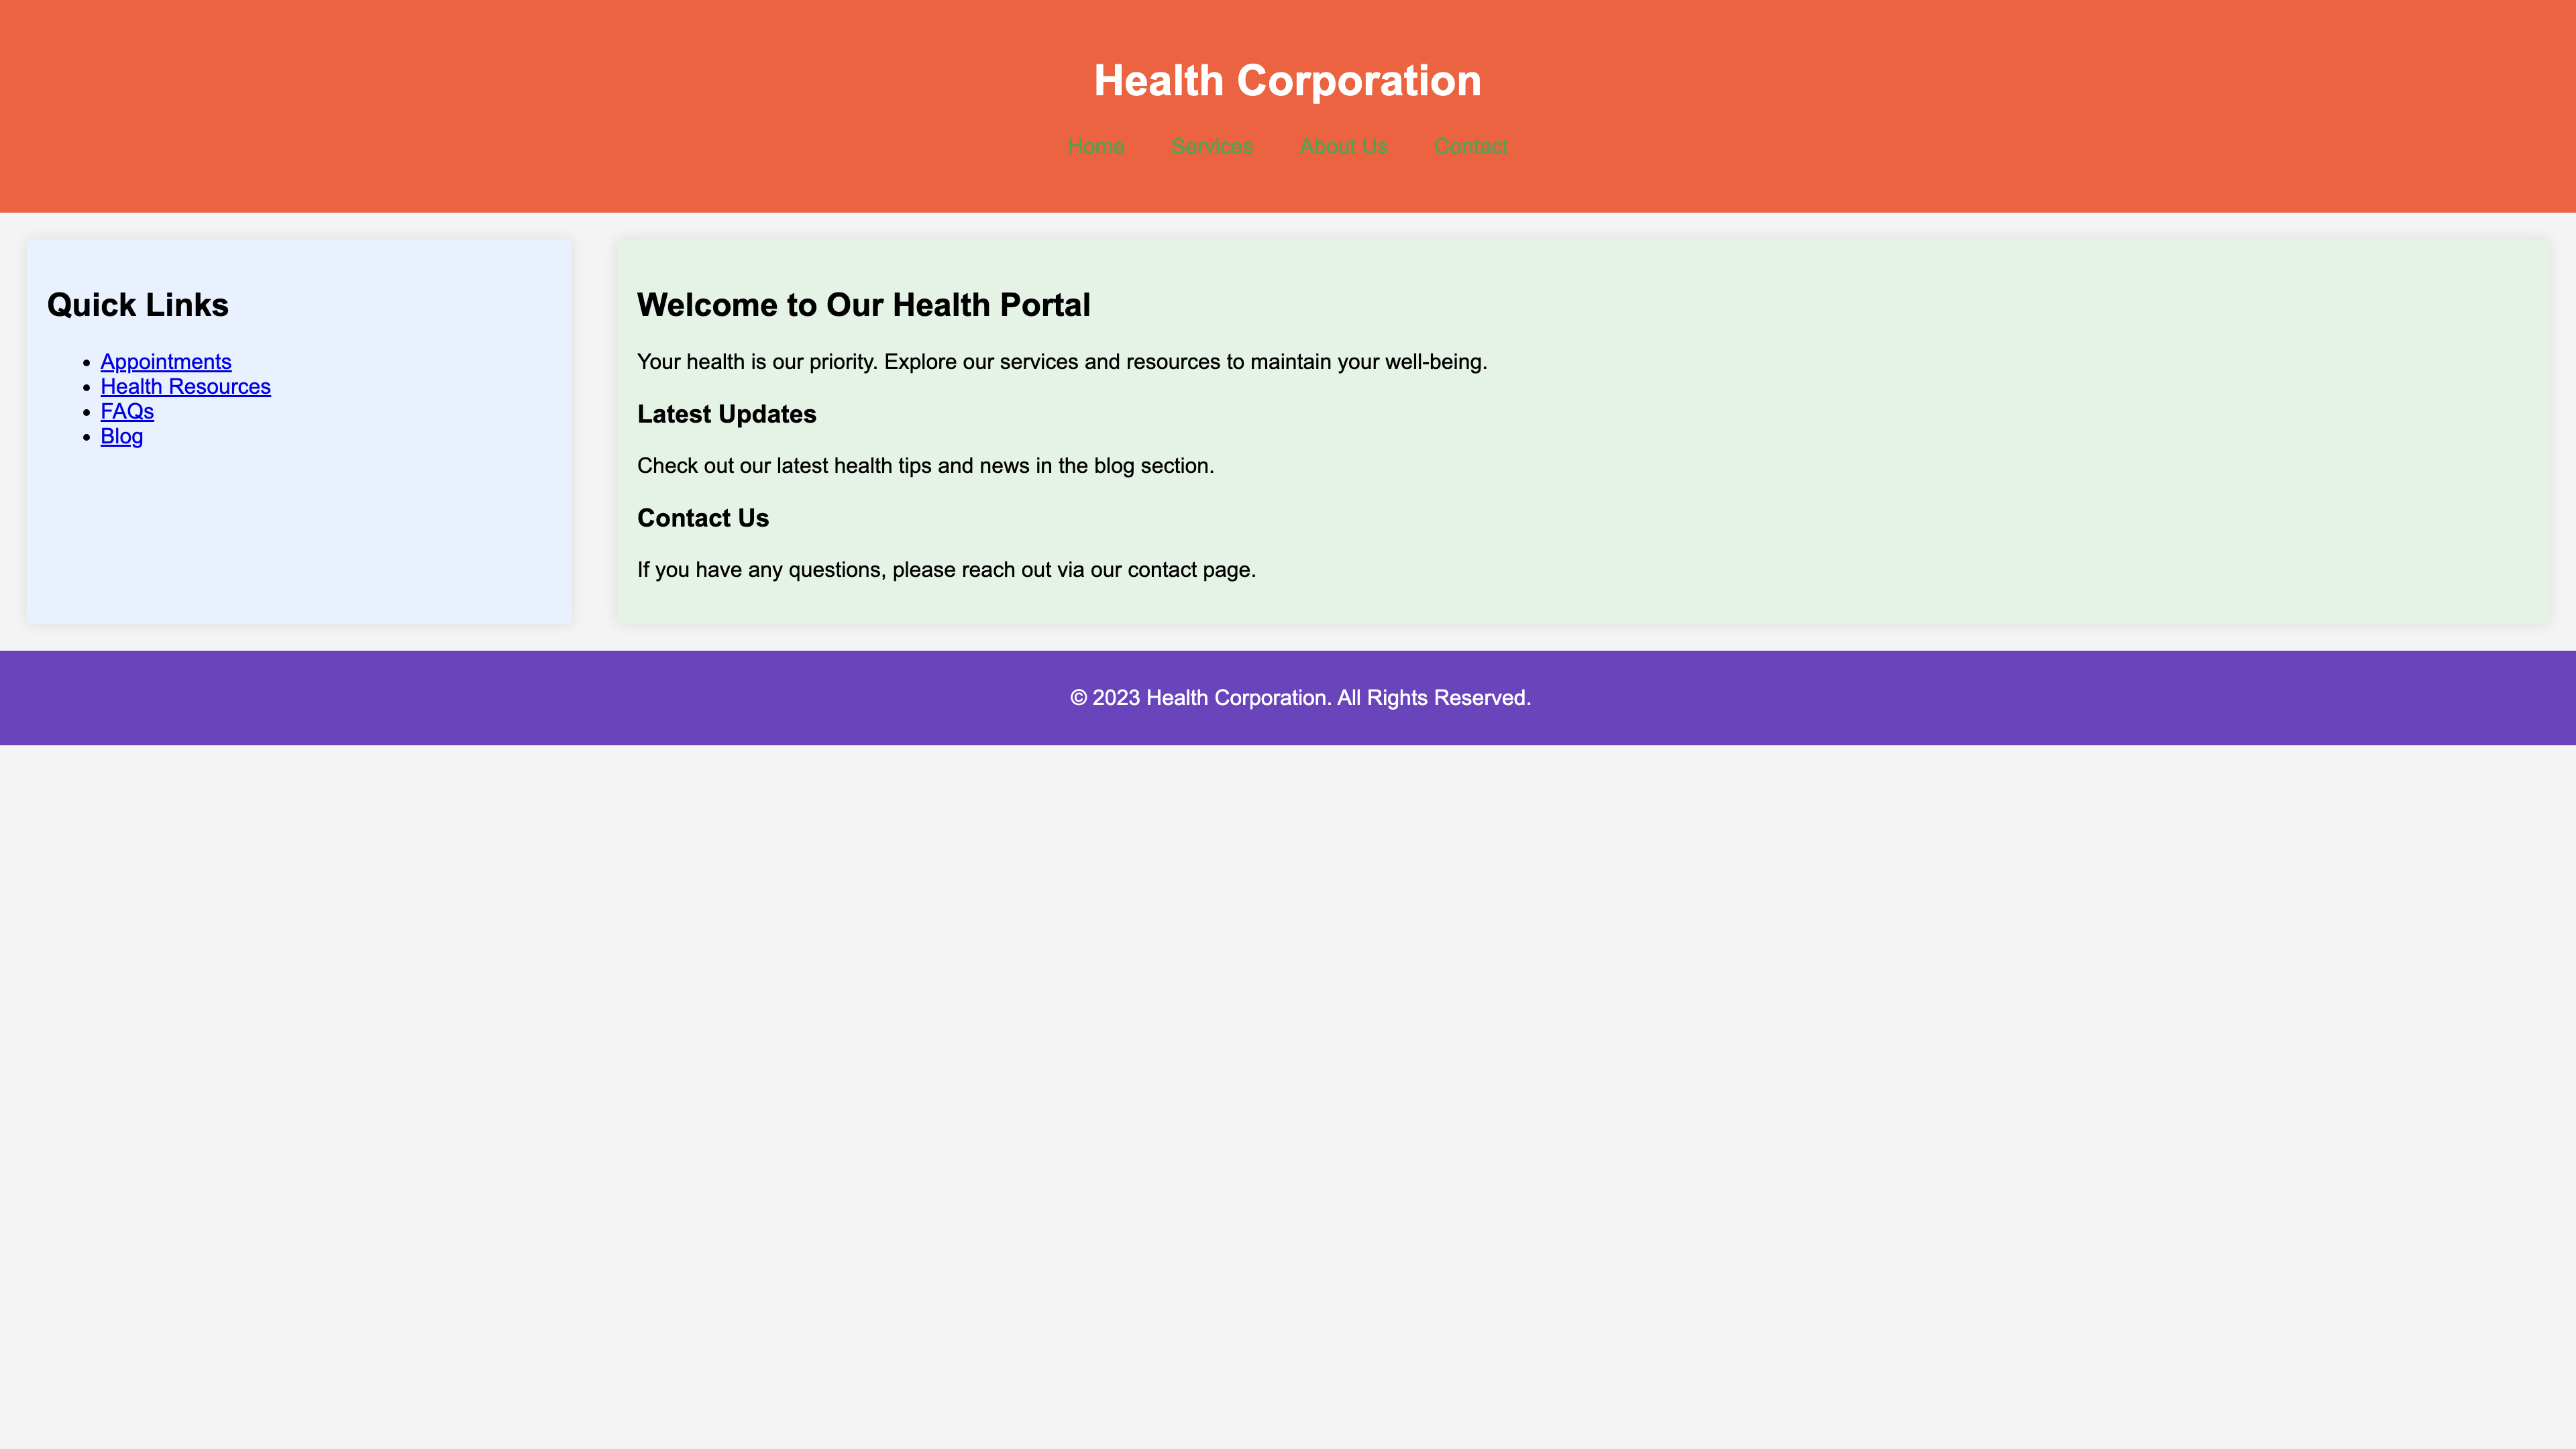 Health Corporation
Home Services About Us Contact
Quick Links
Appointments
Health Resources
FAQs
Blog
Welcome to Our Health Portal
Your health is our priority. Explore our services and resources to maintain your well-being.
Latest Updates
Check out our latest health tips and news in the blog section.
Contact Us
If you have any questions, please reach out via our contact page.
© 2023 Health Corporation. All Rights Reserved.